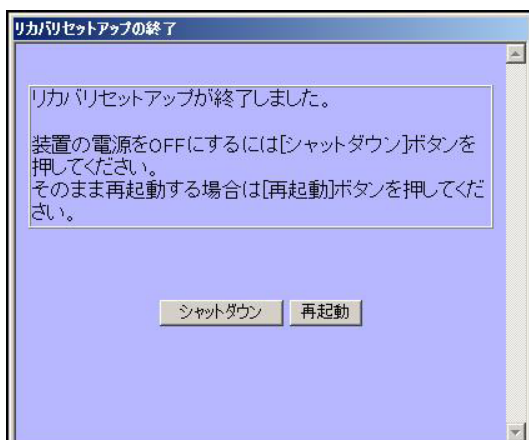 リカバリセットアップの終了
リカバリセットアップが終了しました。
装置の電源をOFFにするには[シャットダウン]ボタンを
押してください。
そのまま再起動する場合は[再起動]ボタンを押してくだ
さい。
シャットダウン 再起動